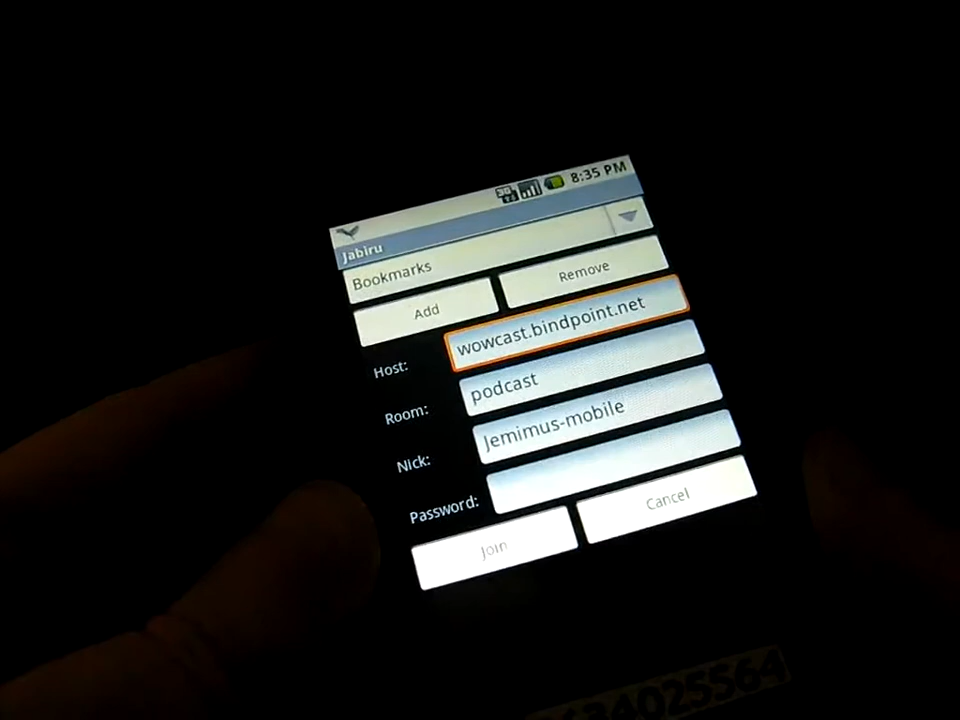 8:35 PM
Jabiru
Bookmarks
Add
Remove
Host: wowcast.bindpoint.net
Room: podcast
Nick: Jemimus-mobile
Password:
Join
Cancel